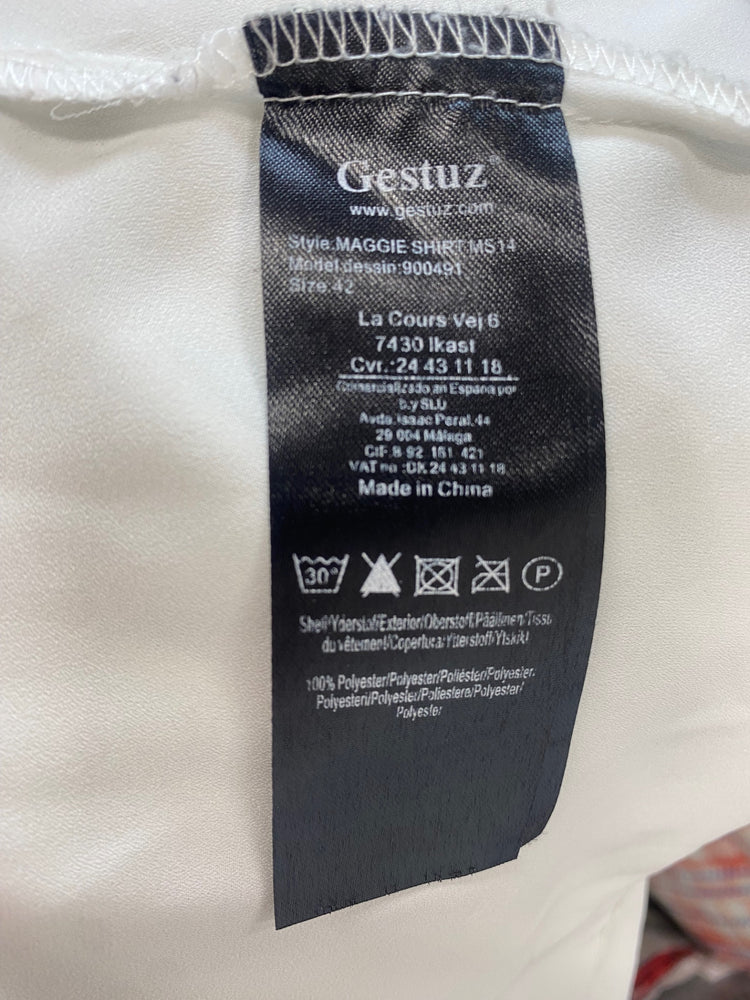 Gestuz
www.gestuz.com
Style:MAGGIE SHIRT MS14
Model/dessin:900491
Size:42
La Cours Vej 6
7430 Ikast
Cvr.:24 43 11 18
Comercializado en Espana por
b.y SLU
Avda.Isaac Peral.44
29 004 Málaga
CIF.B 92 161 421
VAT no :DK 24 43 11 18
Made in China
30°
P
Shell/Yderstof/Exterior/Oberstoff/Päällinen/Tissu
du vêtement/Copertura/Ytterstoff/Ytskikt
100% Polyester/Polyester/Poliéster/Polyester.
Polyesteri/Polyester/Poliestere/Polyester/
Polyester